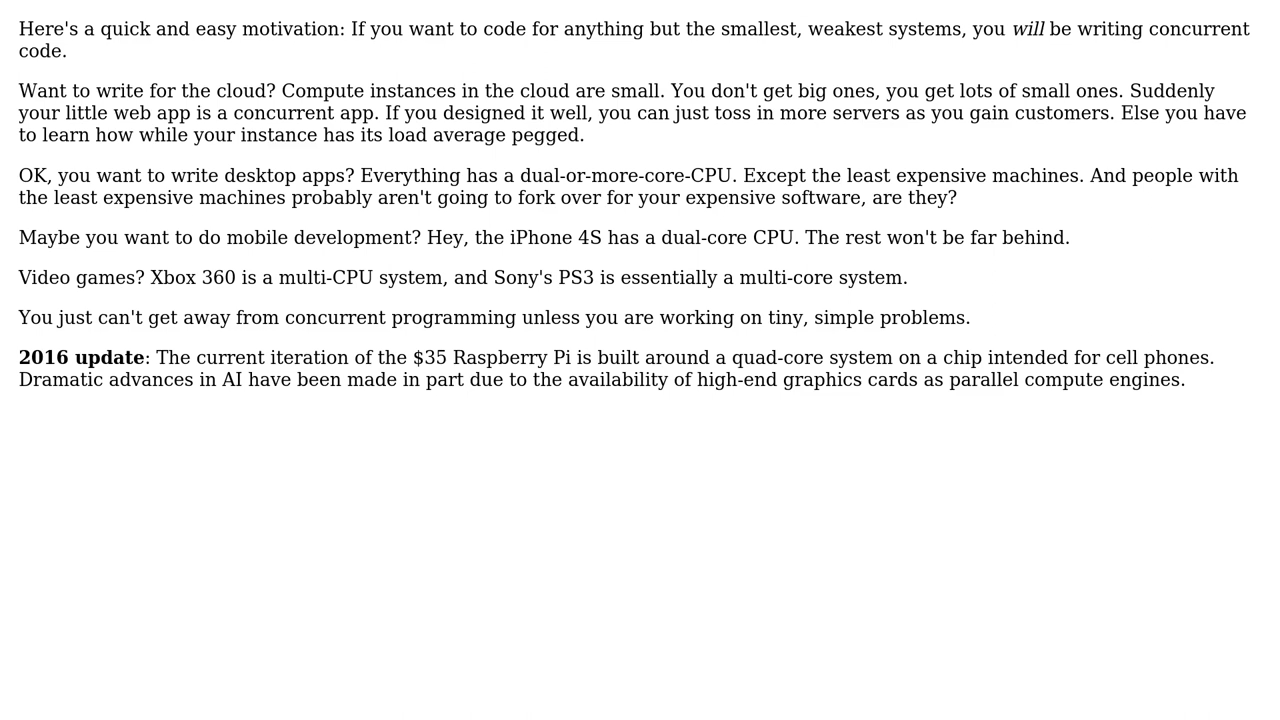 Here's a quick and easy motivation: If you want to code for anything but the smallest, weakest systems, you will be writing concurrent
code.
Want to write for the cloud? Compute instances in the cloud are small. You don't get big ones, you get lots of small ones. Suddenly
your little web app is a concurrent app. If you designed it well, you can just toss in more servers as you gain customers. Else you have
to learn how while your instance has its load average pegged.
OK, you want to write desktop apps? Everything has a dual-or-more-core-CPU. Except the least expensive machines. And people with
the least expensive machines probably aren't going to fork over for your expensive software, are they?
Maybe you want to do mobile development? Hey, the iPhone 4S has a dual-core CPU. The rest won't be far behind.
Video games? Xbox 360 is a multi-CPU system, and Sony's PS3 is essentially a multi-core system.
You just can't get away from concurrent programming unless you are working on tiny, simple problems.
2016 update: The current iteration of the $35 Raspberry Pi is built around a quad-core system on a chip intended for cell phones.
Dramatic advances in AI have been made in part due to the availability of high-end graphics cards as parallel compute engines.